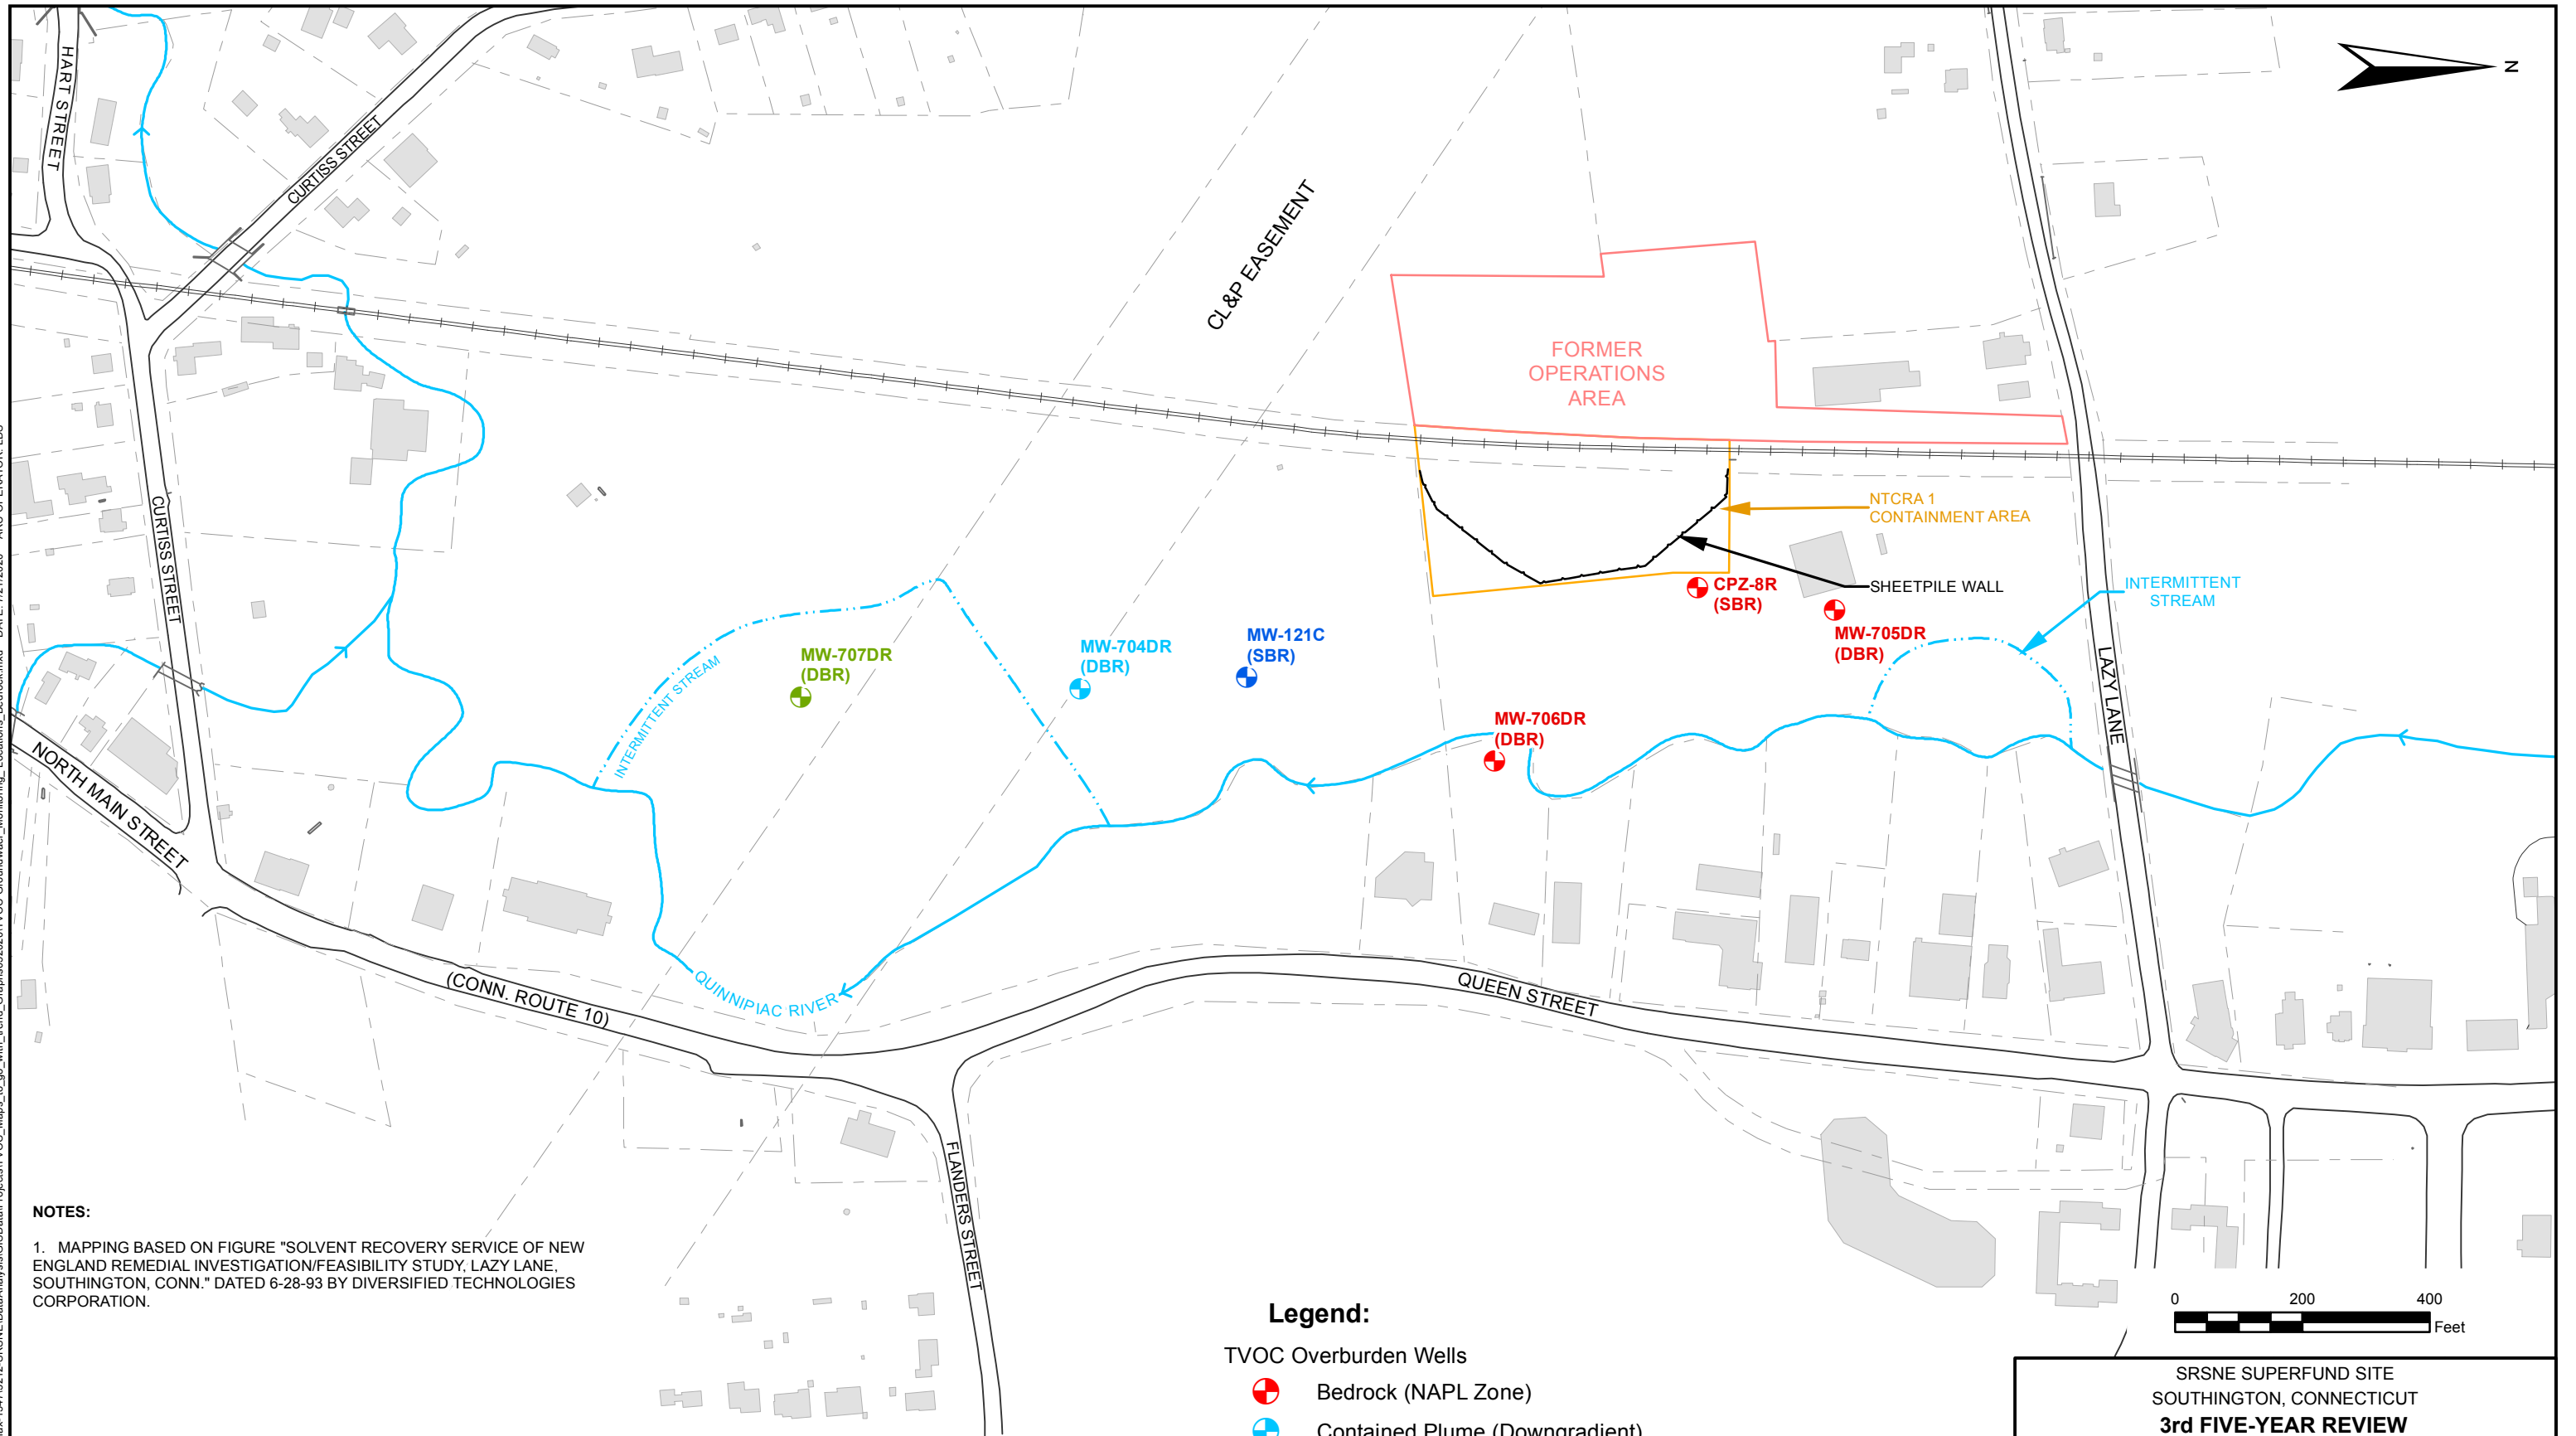 HART STREET
CURTISS STREET
CL&P EASEMENT
N
FORMER
OPERATIONS
AREA
NTCRA 1
CONTAINMENT AREA
SHEETPILE WALL
INTERMITTENT
STREAM
CPZ-8R
(SBR)
MW-705DR
(DBR)
MW-121C
(SBR)
MW-704DR
(DBR)
MW-707DR
(DBR)
INTERMITTENT STREAM
MW-706DR
(DBR)
LAZY LANE
CURTISS STREET
NORTH MAIN STREET
(CONN. ROUTE 10)
QUINNIPIAC RIVER
QUEEN STREET
FLANDERS STREET
NOTES:
1. MAPPING BASED ON FIGURE "SOLVENT RECOVERY SERVICE OF NEW
ENGLAND REMEDIAL INVESTIGATION/FEASIBILITY STUDY, LAZY LANE,
SOUTHINGTON, CONN." DATED 6-28-93 BY DIVERSIFIED TECHNOLOGIES
CORPORATION.
Legend:
TVOC Overburden Wells
Bedrock (NAPL Zone)
Contained Plume (Downgradient)
0 200 400
Feet
SRSNE SUPERFUND SITE
SOUTHINGTON, CONNECTICUT
3rd FIVE-YEAR REVIEW